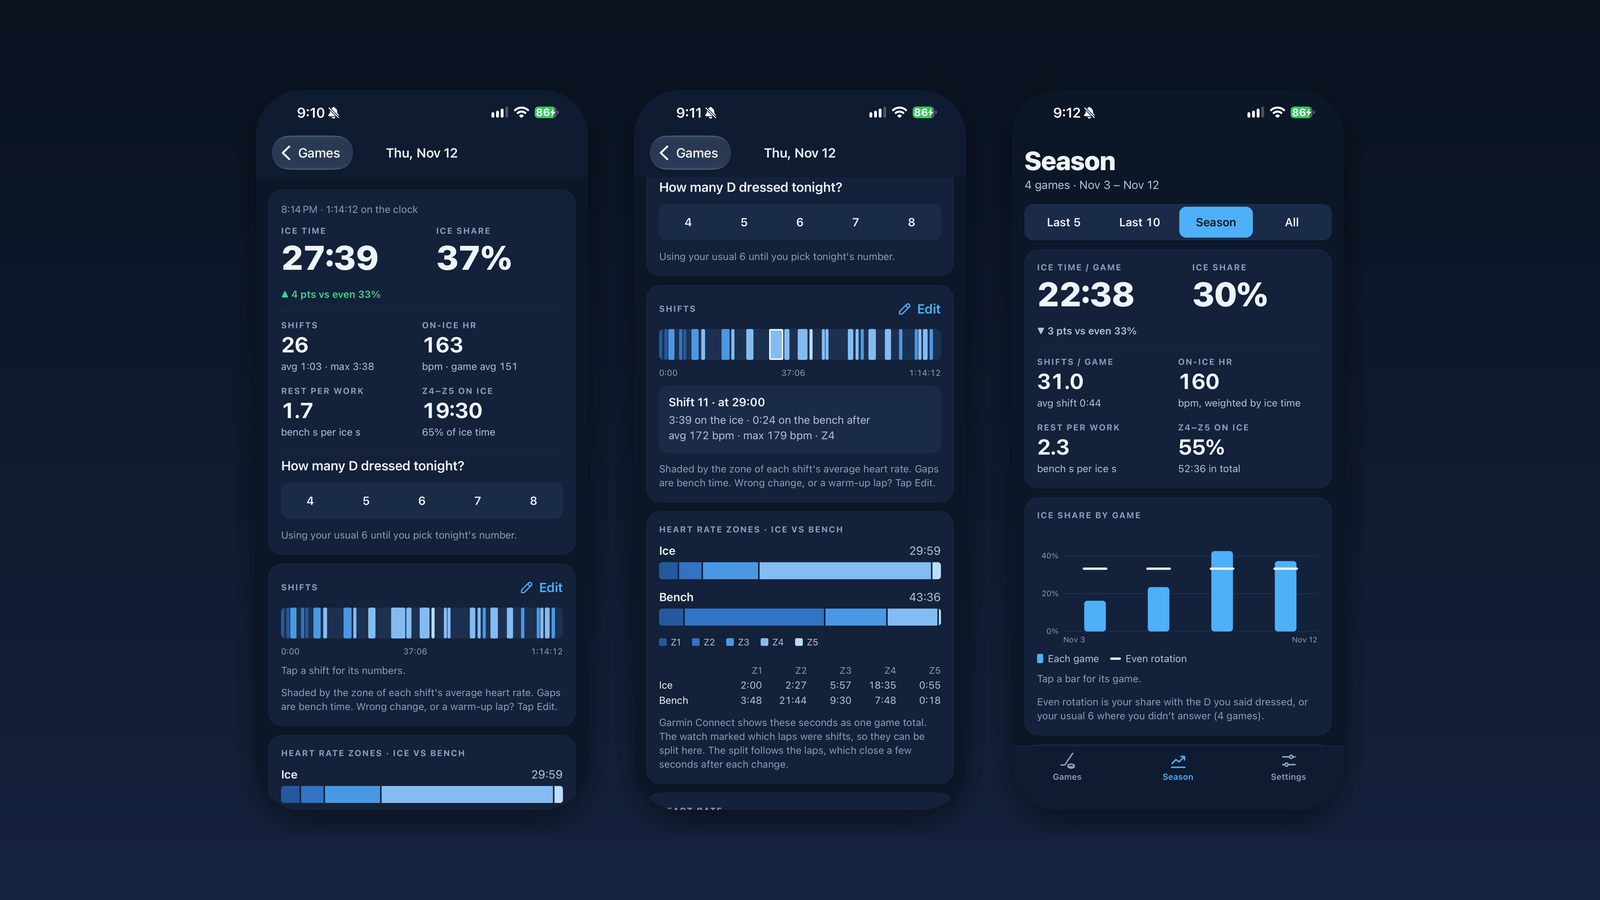 9:10
86
Games
Thu, Nov 12
8:14 PM · 1:14:12 on the clock
ICE TIME
ICE SHARE
27:39
37%
▲ 4 pts vs even 33%
SHIFTS
ON-ICE HR
26
163
avg 1:03 · max 3:38
bpm · game avg 151
REST PER WORK
Z4–Z5 ON ICE
1.7
19:30
bench s per ice s
65% of ice time
How many D dressed tonight?
4 5 6 7 8
Using your usual 6 until you pick tonight's number.
SHIFTS
Edit
0:00 37:06 1:14:12
Tap a shift for its numbers.
Shaded by the zone of each shift's average heart rate. Gaps
are bench time. Wrong change, or a warm-up lap? Tap Edit.
HEART RATE ZONES · ICE VS BENCH
Ice 29:59
9:11
86
Games
Thu, Nov 12
How many D dressed tonight?
4 5 6 7 8
Using your usual 6 until you pick tonight's number.
SHIFTS
Edit
0:00 37:06 1:14:12
Shift 11 · at 29:00
3:39 on the ice · 0:24 on the bench after
avg 172 bpm · max 179 bpm · Z4
Shaded by the zone of each shift's average heart rate. Gaps
are bench time. Wrong change, or a warm-up lap? Tap Edit.
HEART RATE ZONES · ICE VS BENCH
Ice 29:59
Bench 43:36
Z1 Z2 Z3 Z4 Z5
Z1 Z2 Z3 Z4 Z5
Ice 2:00 2:27 5:57 18:35 0:55
Bench 3:48 21:44 9:30 7:48 0:18
Garmin Connect shows these seconds as one game total.
The watch marked which laps were shifts, so they can be
split here. The split follows the laps, which close a few
seconds after each change.
9:12
86
Season
4 games · Nov 3 – Nov 12
Last 5 Last 10 Season All
ICE TIME / GAME
ICE SHARE
22:38
30%
▼ 3 pts vs even 33%
SHIFTS / GAME
ON-ICE HR
31.0
160
avg shift 0:44
bpm, weighted by ice time
REST PER WORK
Z4–Z5 ON ICE
2.3
55%
bench s per ice s
52:36 in total
ICE SHARE BY GAME
40%
20%
0%
Nov 3 Nov 12
Each game Even rotation
Tap a bar for its game.
Even rotation is your share with the D you said dressed, or
your usual 6 where you didn't answer (4 games).
Games Season Settings